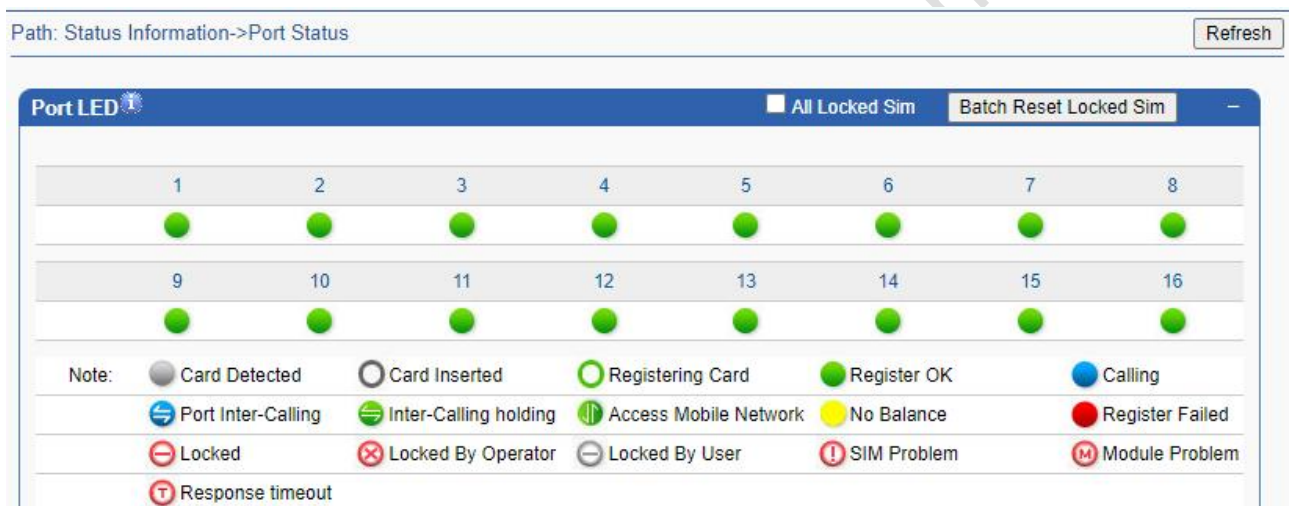 Path: Status Information->Port Status Refresh
Port LED i All Locked Sim Batch Reset Locked Sim −
1 2 3 4 5 6 7 8
9 10 11 12 13 14 15 16
Note: Card Detected Card Inserted Registering Card Register OK Calling
Port Inter-Calling Inter-Calling holding Access Mobile Network No Balance Register Failed
Locked Locked By Operator Locked By User ! SIM Problem M Module Problem
T Response timeout